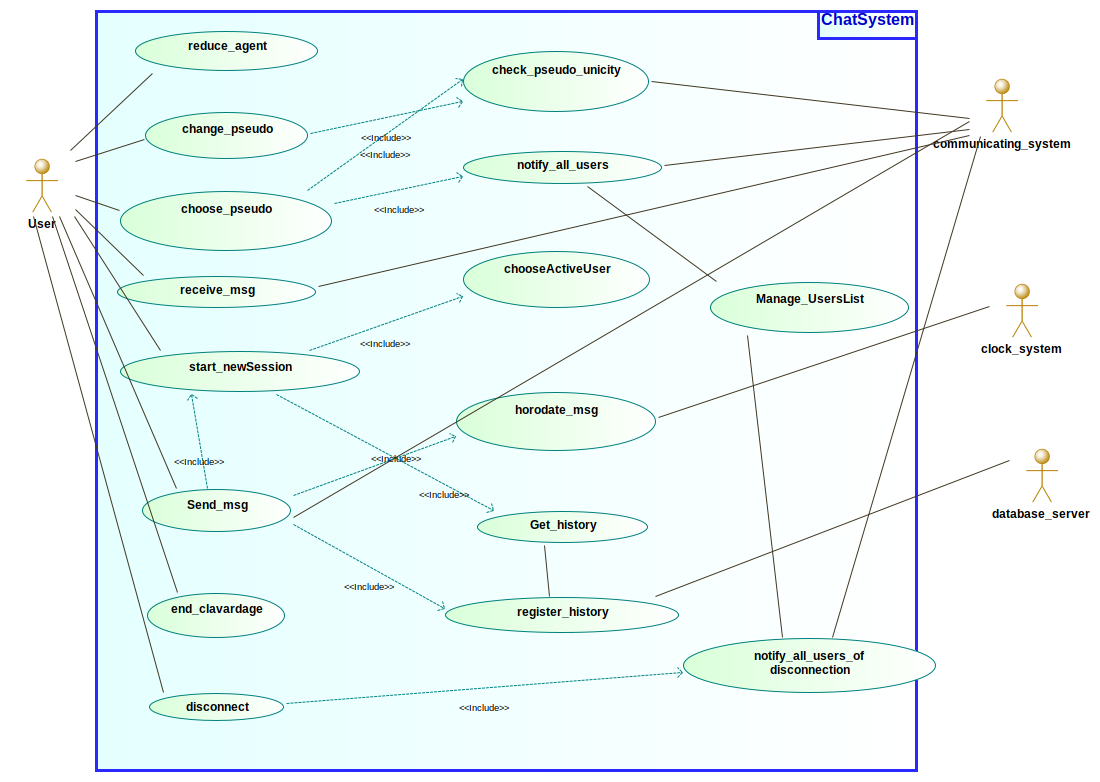 ChatSystem
reduce_agent
check_pseudo_unicity
change_pseudo
<<Include>>
communicating_system
<<Include>>
notify_all_users
User
choose_pseudo
<<Include>>
chooseActiveUser
receive_msg
Manage_UsersList
<<Include>>
clock_system
start_newSession
horodate_msg
<<Include>>
<<Include>>
<<Include>>
Send_msg
database_server
Get_history
<<Include>>
end_clavardage
register_history
notify_all_users_of
disconnection
disconnect
<<Include>>